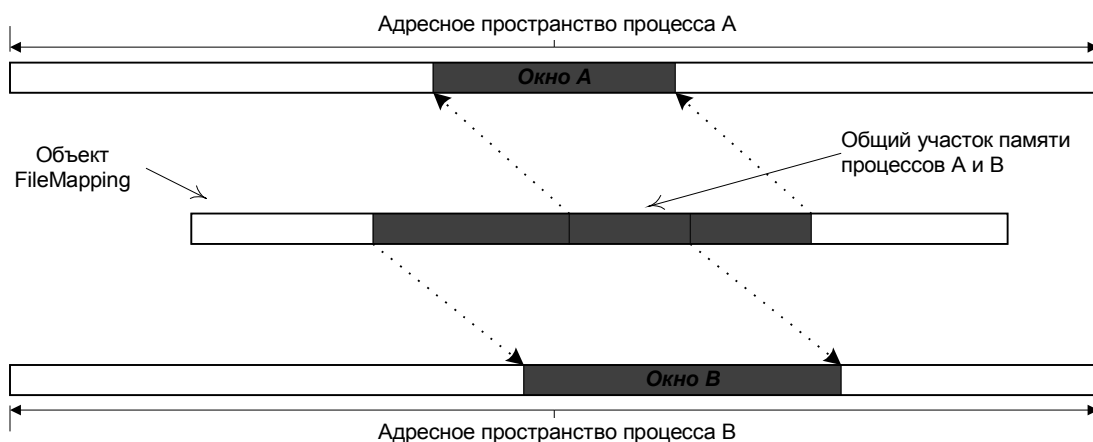 Адресное пространство процесса А
Окно А
Объект
FileMapping
Общий участок памяти
процессов А и В
Окно В
Адресное пространство процесса В